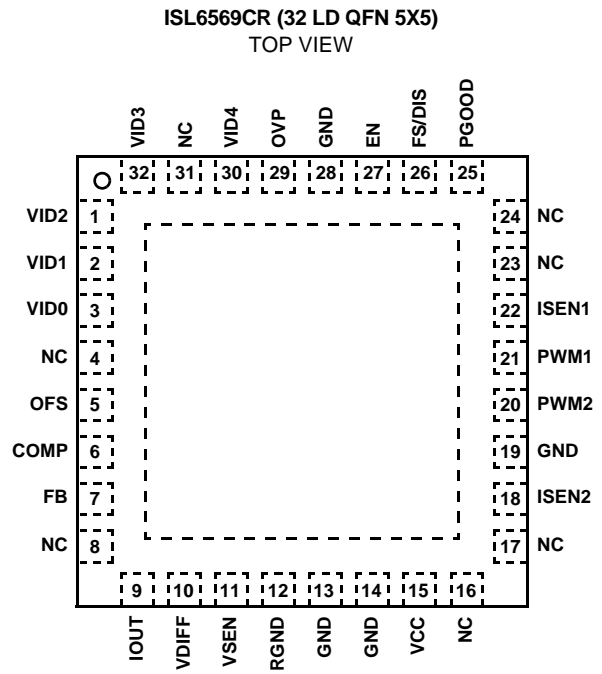 ISL6569CR (32 LD QFN 5X5)
TOP VIEW
VID3 NC VID4 OVP GND EN FS/DIS PGOOD
32 31 30 29 28 27 26 25
VID2 1 24 NC
VID1 2 23 NC
VID0 3 22 ISEN1
NC 4 21 PWM1
OFS 5 20 PWM2
COMP 6 19 GND
FB 7 18 ISEN2
NC 8 17 NC
9 10 11 12 13 14 15 16
IOUT VDIFF VSEN RGND GND GND VCC NC